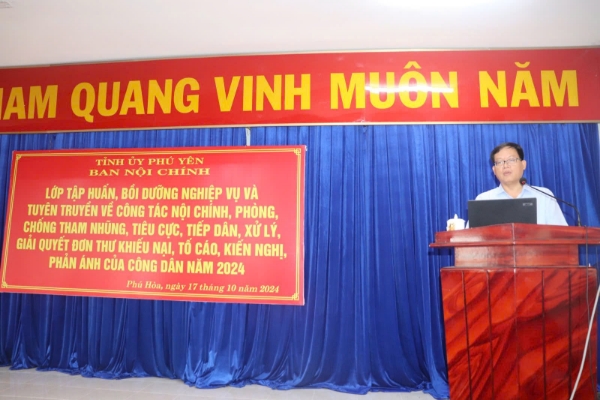 NAM QUANG VINH MUÔN NĂM
TỈNH ỦY PHÚ YÊN
BAN NỘI CHÍNH
LỚP TẬP HUẤN, BỒI DƯỠNG NGHIỆP VỤ VÀ
TUYÊN TRUYỀN VỀ CÔNG TÁC NỘI CHÍNH, PHÒNG,
CHỐNG THAM NHŨNG, TIÊU CỰC, TIẾP DÂN, XỬ LÝ,
GIẢI QUYẾT ĐƠN THƯ KHIẾU NẠI, TỐ CÁO, KIẾN NGHỊ,
PHẢN ÁNH CỦA CÔNG DÂN NĂM 2024
Phú Hòa, ngày 17 tháng 10 năm 2024